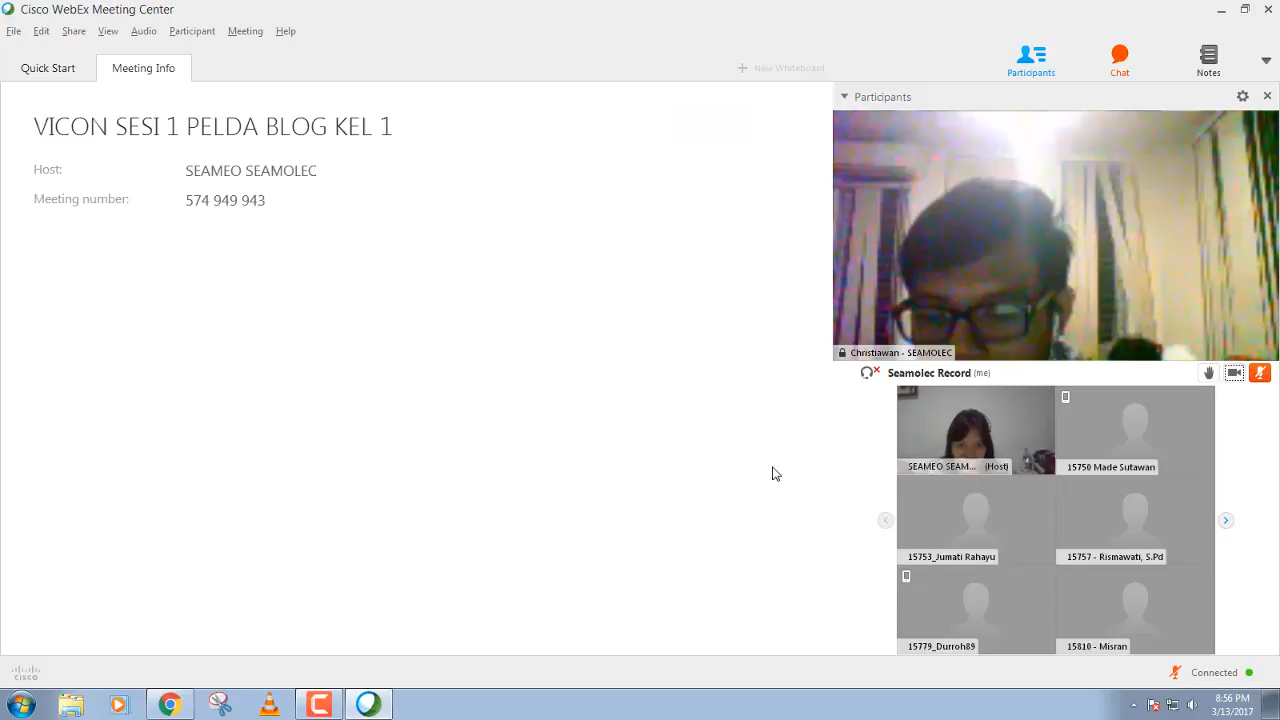 Cisco WebEx Meeting Center
File Edit Share View Audio Participant Meeting Help
Quick Start
Meeting Info
New Whiteboard
Participants
Chat
Notes
Participants
VICON SESI 1 PELDA BLOG KEL 1
Host: SEAMEO SEAMOLEC
Meeting number: 574 949 943
Christiawan - SEAMOLEC
Seamolec Record (me)
SEAMEO SEAM... (Host)
15750 Made Sutawan
15753_Jumati Rahayu
15757 - Rismawati, S.Pd
15779_Durroh89
15810 - Misran
CISCO
Connected
8:56 PM
3/13/2017